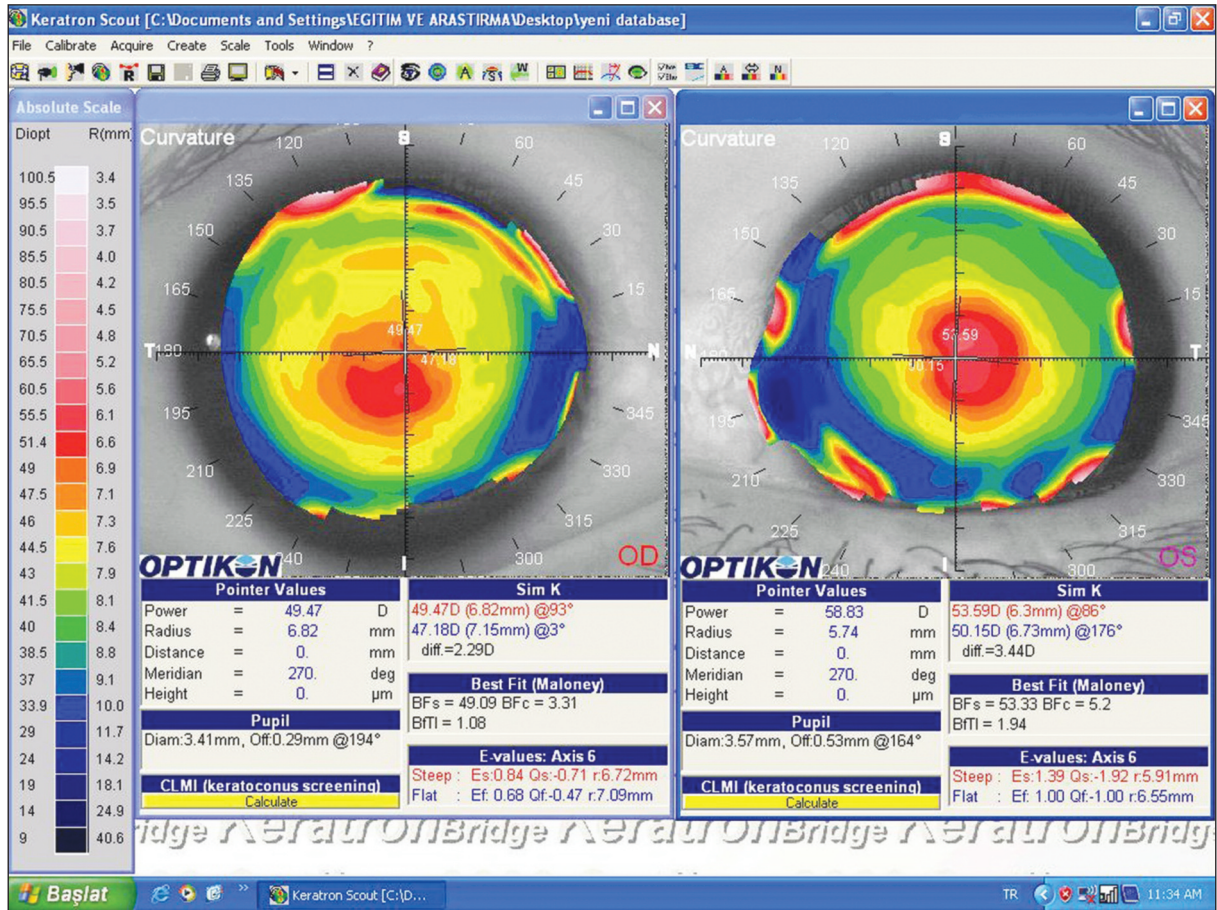 Keratron Scout [C:\Documents and Settings\EGITIM VE ARASTIRMA\Desktop\yeni database]
File Calibrate Acquire Create Scale Tools Window ?
Absolute Scale
Diopt R(mm)
100.5 3.4
95.5 3.5
90.5 3.7
85.5 4.0
80.5 4.2
75.5 4.5
70.5 4.8
65.5 5.2
60.5 5.6
55.5 6.1
51.4 6.6
49 6.9
47.5 7.1
46 7.3
44.5 7.6
43 7.9
41.5 8.1
40 8.4
38.5 8.8
37 9.1
33.9 10.0
29 11.7
24 14.2
19 18.1
14 24.9
9 40.6
Curvature
120 S 60
135 45
150 30
165 15
49.47
47.18
T 180 N
195 345
210 330
225 315
240 I 300
OPTIKON
OD
Pointer Values
Power = 49.47 D
Radius = 6.82 mm
Distance = 0. mm
Meridian = 270. deg
Height = 0. µm
Pupil
Diam:3.41mm, Off:0.29mm @194°
CLMI (keratoconus screening)
Calculate
Sim K
49.47D (6.82mm) @93°
47.18D (7.15mm) @3°
diff.=2.29D
Best Fit (Maloney)
BFs = 49.09 BFc = 3.31
BfTI = 1.08
E-values: Axis 6
Steep : Es:0.84 Qs:-0.71 r:6.72mm
Flat : Ef: 0.68 Qf:-0.47 r:7.09mm
Curvature
120 S 60
135 45
150 30
165 15
53.59
N T
195 345
210 330
225 315
240 I 300
OPTIKON
OS
Pointer Values
Power = 58.83 D
Radius = 5.74 mm
Distance = 0. mm
Meridian = 270. deg
Height = 0. µm
Pupil
Diam:3.57mm, Off:0.53mm @164°
CLMI (keratoconus screening)
Calculate
Sim K
53.59D (6.3mm) @86°
50.15D (6.73mm) @176°
diff.=3.44D
Best Fit (Maloney)
BFs = 53.33 BFc = 5.2
BfTI = 1.94
E-values: Axis 6
Steep : Es:1.39 Qs:-1.92 r:5.91mm
Flat : Ef: 1.00 Qf:-1.00 r:6.55mm
Bridge KeratronBridge KeratronBridge
Başlat
Keratron Scout [C:\D...
TR
11:34 AM